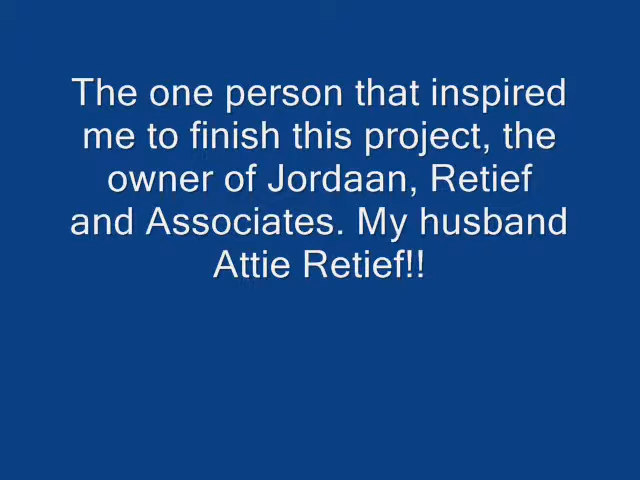 The one person that inspired
me to finish this project, the
owner of Jordaan, Retief
and Associates. My husband
Attie Retief!!